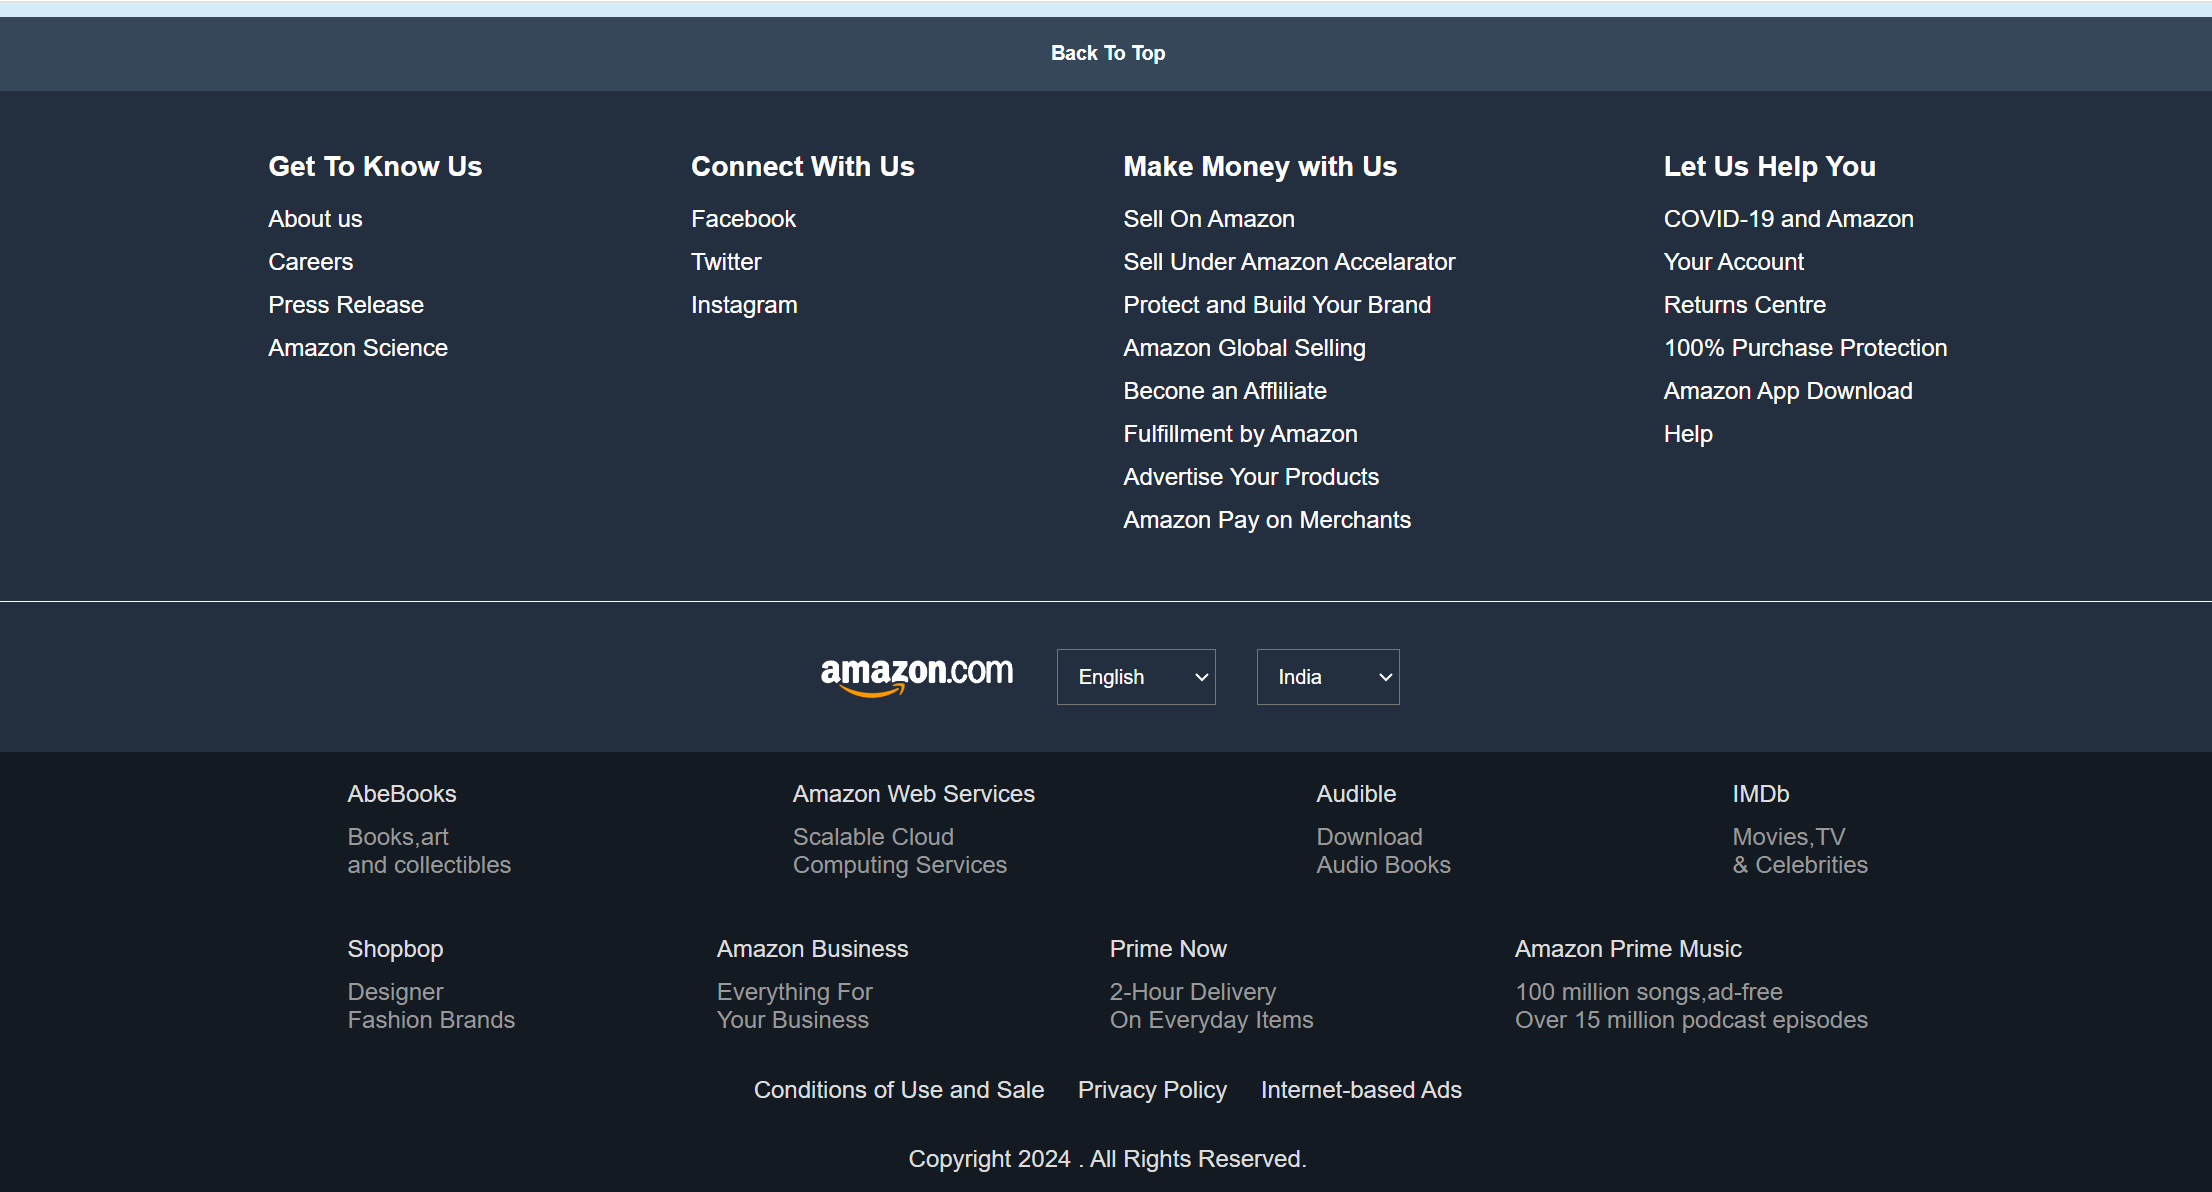 Back To Top
Get To Know Us
About us
Careers
Press Release
Amazon Science
Connect With Us
Facebook
Twitter
Instagram
Make Money with Us
Sell On Amazon
Sell Under Amazon Accelarator
Protect and Build Your Brand
Amazon Global Selling
Becone an Affliliate
Fulfillment by Amazon
Advertise Your Products
Amazon Pay on Merchants
Let Us Help You
COVID-19 and Amazon
Your Account
Returns Centre
100% Purchase Protection
Amazon App Download
Help
amazon.com
English
India
AbeBooks
Books,art
and collectibles
Amazon Web Services
Scalable Cloud
Computing Services
Audible
Download
Audio Books
IMDb
Movies,TV
& Celebrities
Shopbop
Designer
Fashion Brands
Amazon Business
Everything For
Your Business
Prime Now
2-Hour Delivery
On Everyday Items
Amazon Prime Music
100 million songs,ad-free
Over 15 million podcast episodes
Conditions of Use and Sale Privacy Policy Internet-based Ads
Copyright 2024 . All Rights Reserved.